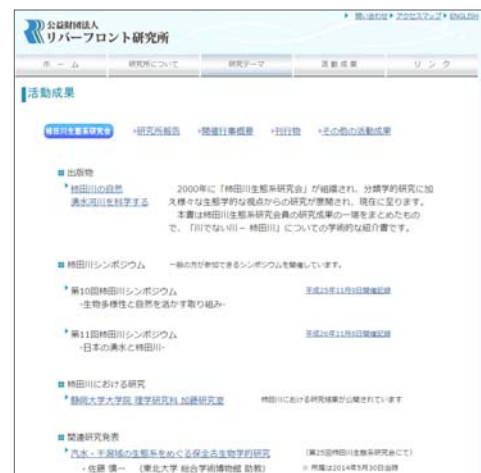 公益財団法人
リバーフロント研究所
問い合わせ アクセスマップ ENGLISH
ホーム 研究所について 研究テーマ 活動成果 リンク
活動成果
柿田川生態系研究会 研究所報告 開催行事概要 刊行物 その他の活動成果
■ 出版物
柿田川の自然
湧水河川を科学する
2000年に「柿田川生態系研究会」が組織され、分類学的研究に加
え様々な生態学的な視点からの研究が展開され、現在に至ります。
本書は柿田川生態系研究会員の研究成果の一端をまとめたもの
で、「川でない川－ 柿田川」についての学術的な紹介書です。
■ 柿田川シンポジウム 一般の方が参加できるシンポジウムを開催しています。
第10回柿田川シンポジウム 平成25年11月9日開催記録
-生物多様性と自然を活かす取り組み-
第11回柿田川シンポジウム 平成26年11月8日開催記録
-日本の湧水と柿田川-
■ 柿田川における研究
静岡大学大学院 理学研究科 加藤研究室 柿田川における研究結果が公開されています
■ 関連研究発表
汽水・干潟域の生態系をめぐる保全古生物学的研究 (第25回柿田川生態系研究会にて)
・佐藤 慎一 (東北大学 総合学術博物館 助教) ※ 所属は2014年5月30日当時